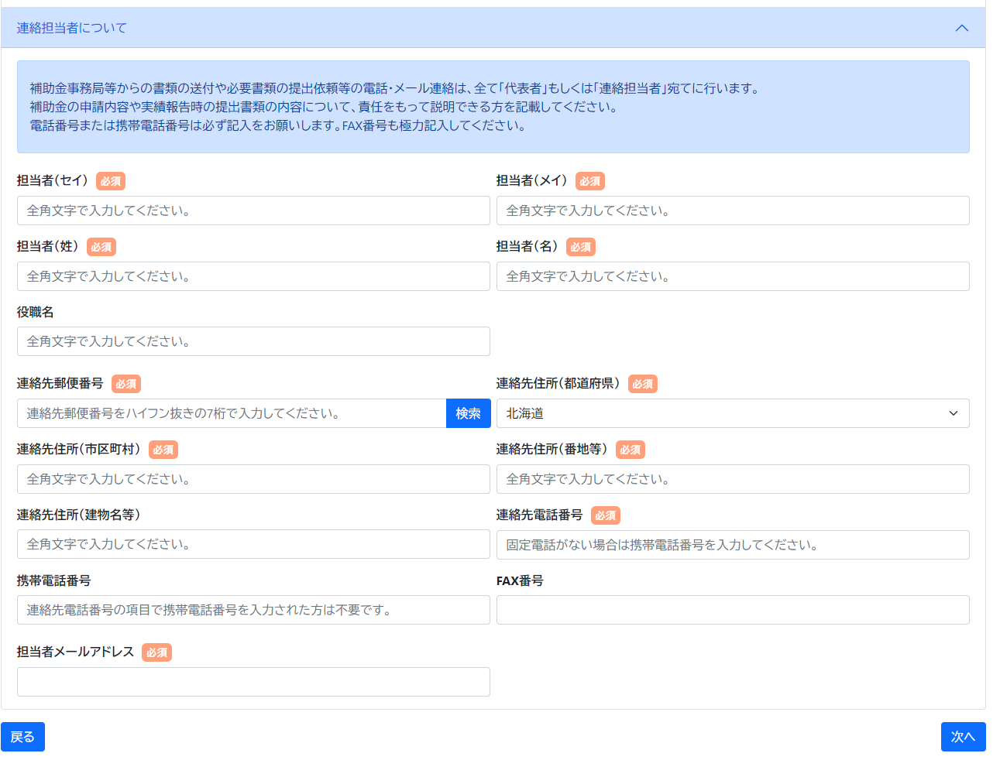 連絡担当者について
補助金事務局等からの書類の送付や必要書類の提出依頼等の電話・メール連絡は、全て「代表者」もしくは「連絡担当者」宛てに行います。
補助金の申請内容や実績報告時の提出書類の内容について、責任をもって説明できる方を記載してください。
電話番号または携帯電話番号は必ず記入をお願いします。FAX番号も極力記入してください。
担当者（セイ） 必須
全角文字で入力してください。
担当者（メイ） 必須
全角文字で入力してください。
担当者（姓） 必須
全角文字で入力してください。
担当者（名） 必須
全角文字で入力してください。
役職名
全角文字で入力してください。
連絡先郵便番号 必須
連絡先郵便番号をハイフン抜きの7桁で入力してください。 検索
連絡先住所（都道府県） 必須
北海道
連絡先住所（市区町村） 必須
全角文字で入力してください。
連絡先住所（番地等） 必須
全角文字で入力してください。
連絡先住所（建物名等）
全角文字で入力してください。
連絡先電話番号 必須
固定電話がない場合は携帯電話番号を入力してください。
携帯電話番号
連絡先電話番号の項目で携帯電話番号を入力された方は不要です。
FAX番号
担当者メールアドレス 必須
戻る
次へ